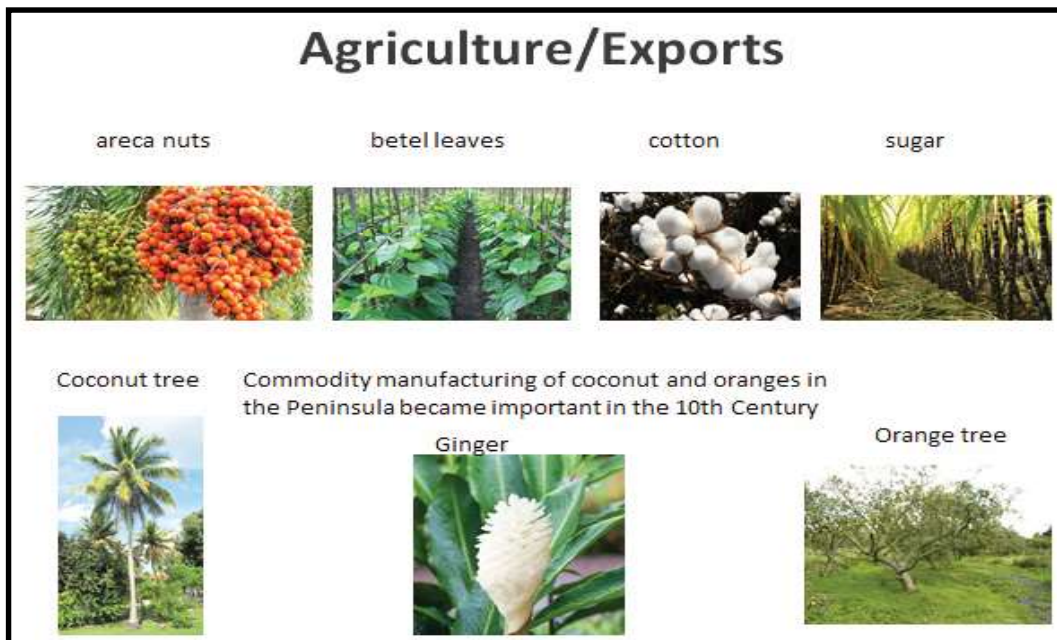 Agriculture/Exports
areca nuts
betel leaves
cotton
sugar
Coconut tree
Commodity manufacturing of coconut and oranges in
the Peninsula became important in the 10th Century
Ginger
Orange tree